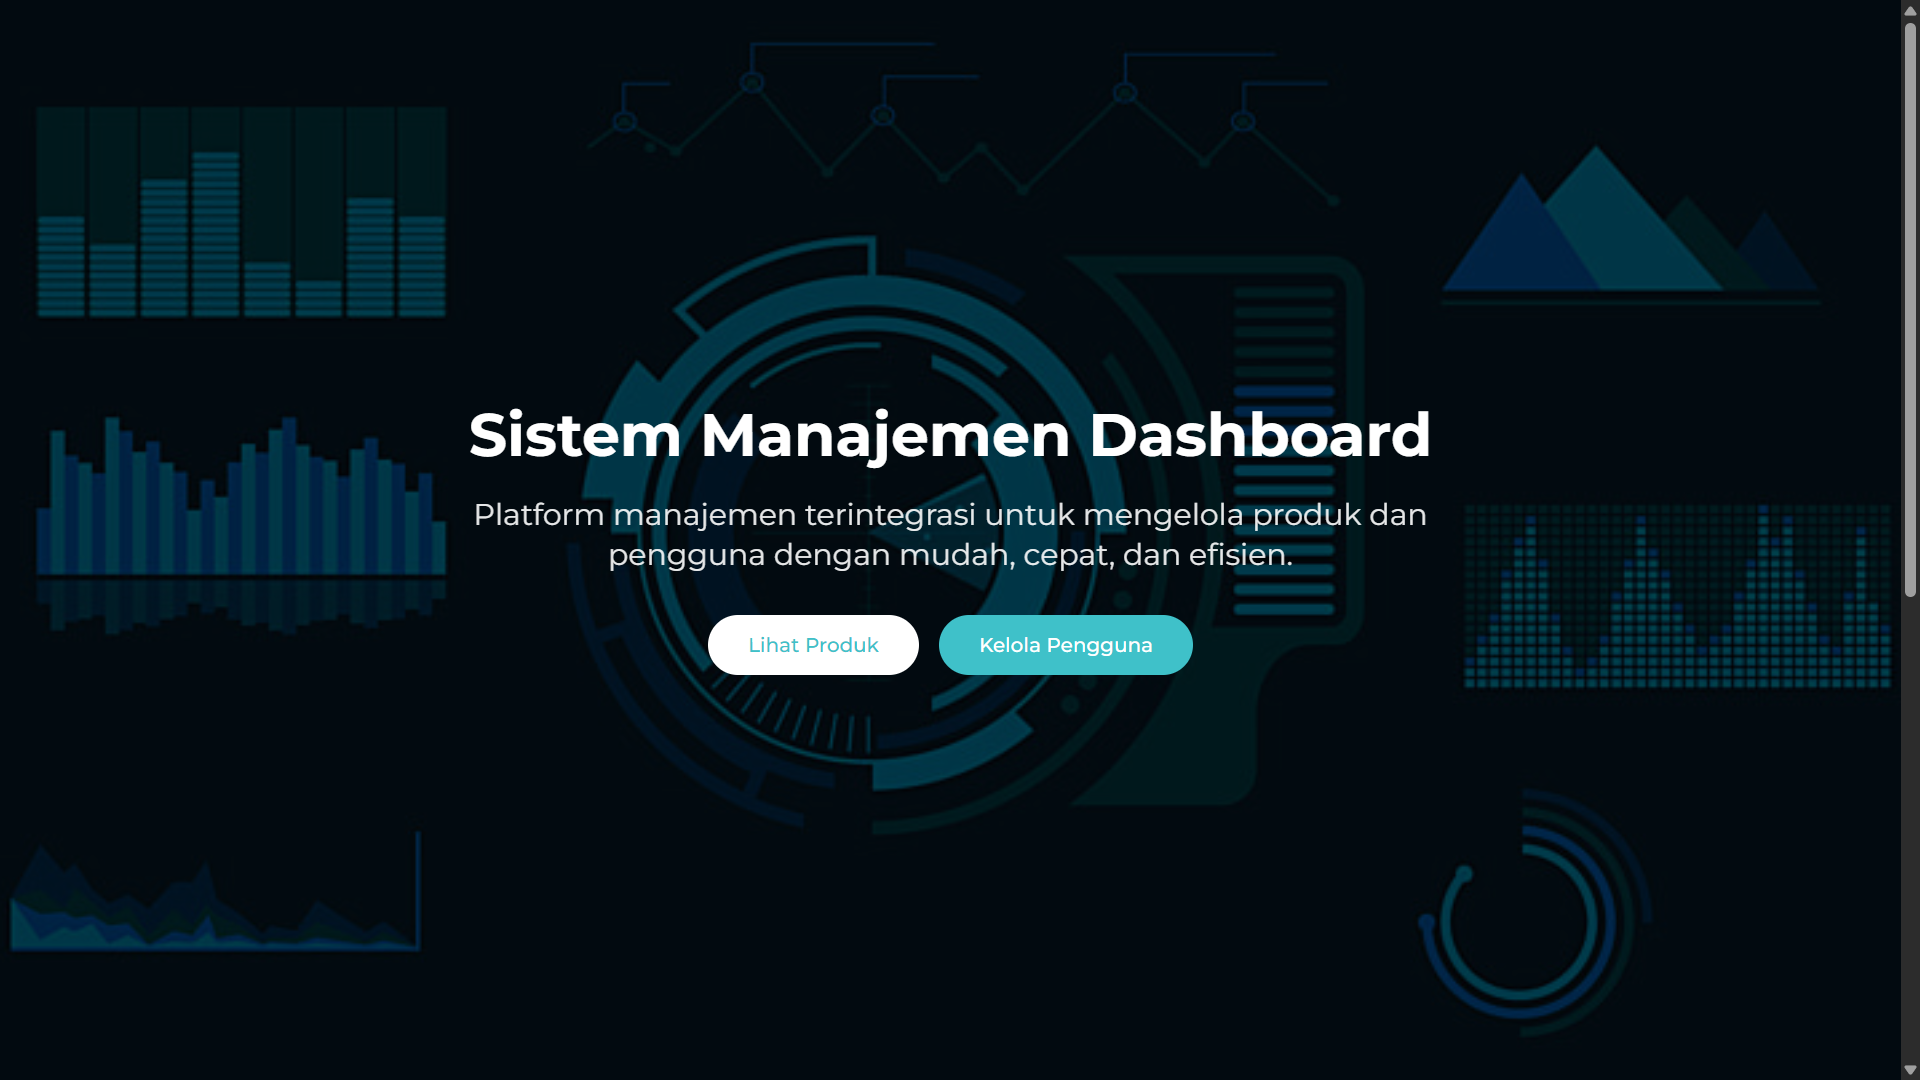 Sistem Manajemen Dashboard
Platform manajemen terintegrasi untuk mengelola produk dan
pengguna dengan mudah, cepat, dan efisien.
Lihat Produk
Kelola Pengguna